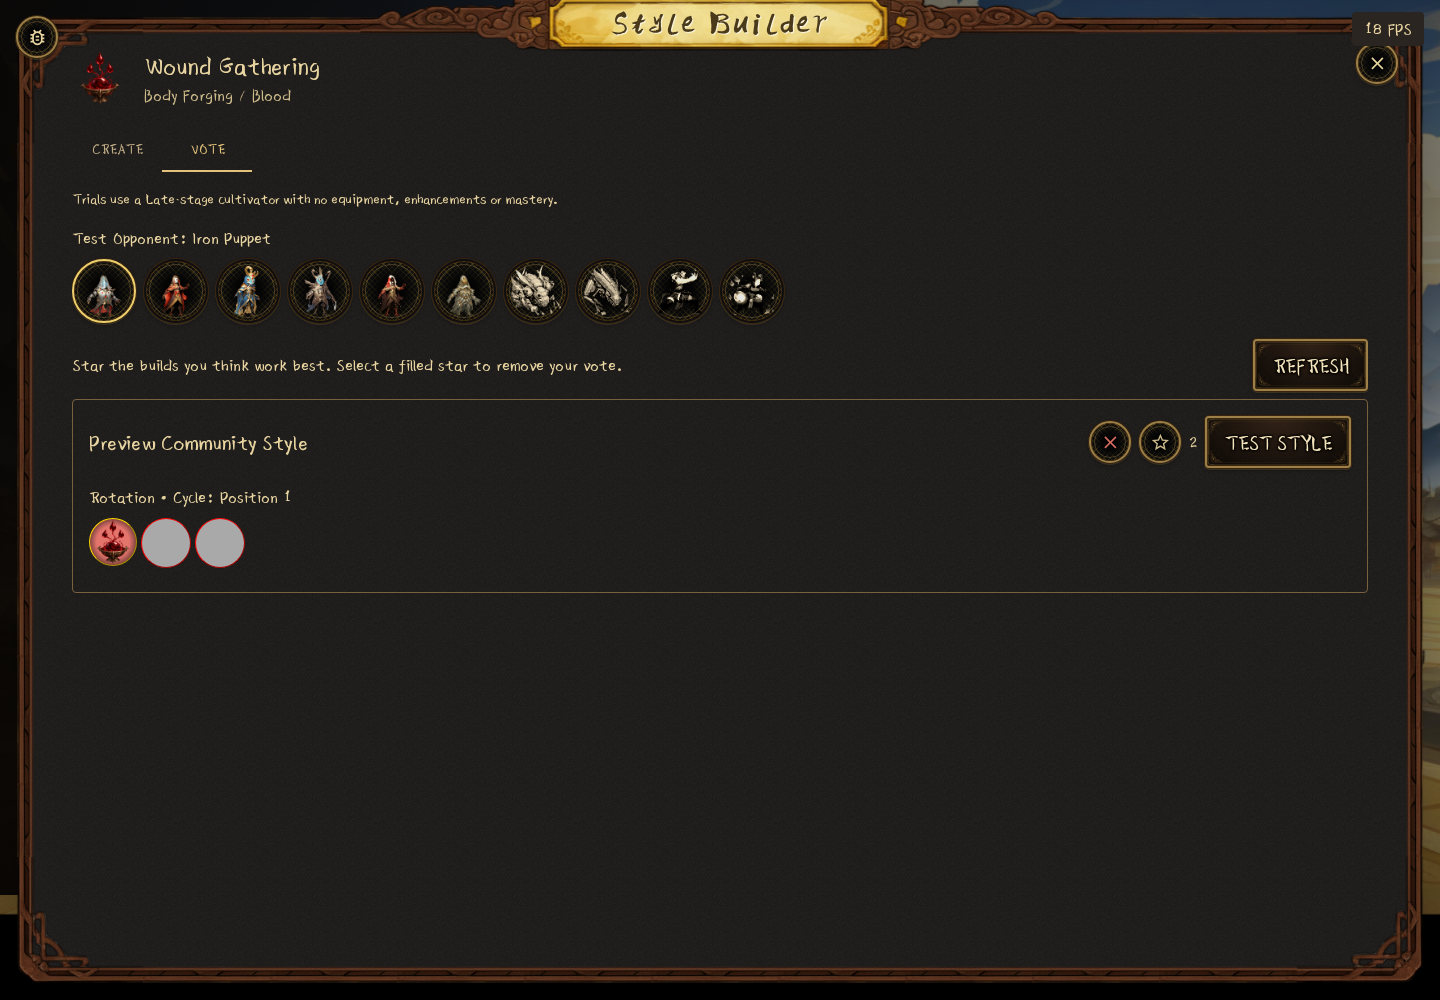 Style Builder
18 FPS
Wound Gathering
Body Forging / Blood
CREATE
VOTE
Trials use a Late-stage cultivator with no equipment, enhancements or mastery.
Test Opponent: Iron Puppet
Star the builds you think work best. Select a filled star to remove your vote.
REFRESH
Preview Community Style
2
TEST STYLE
Rotation • Cycle: Position 1